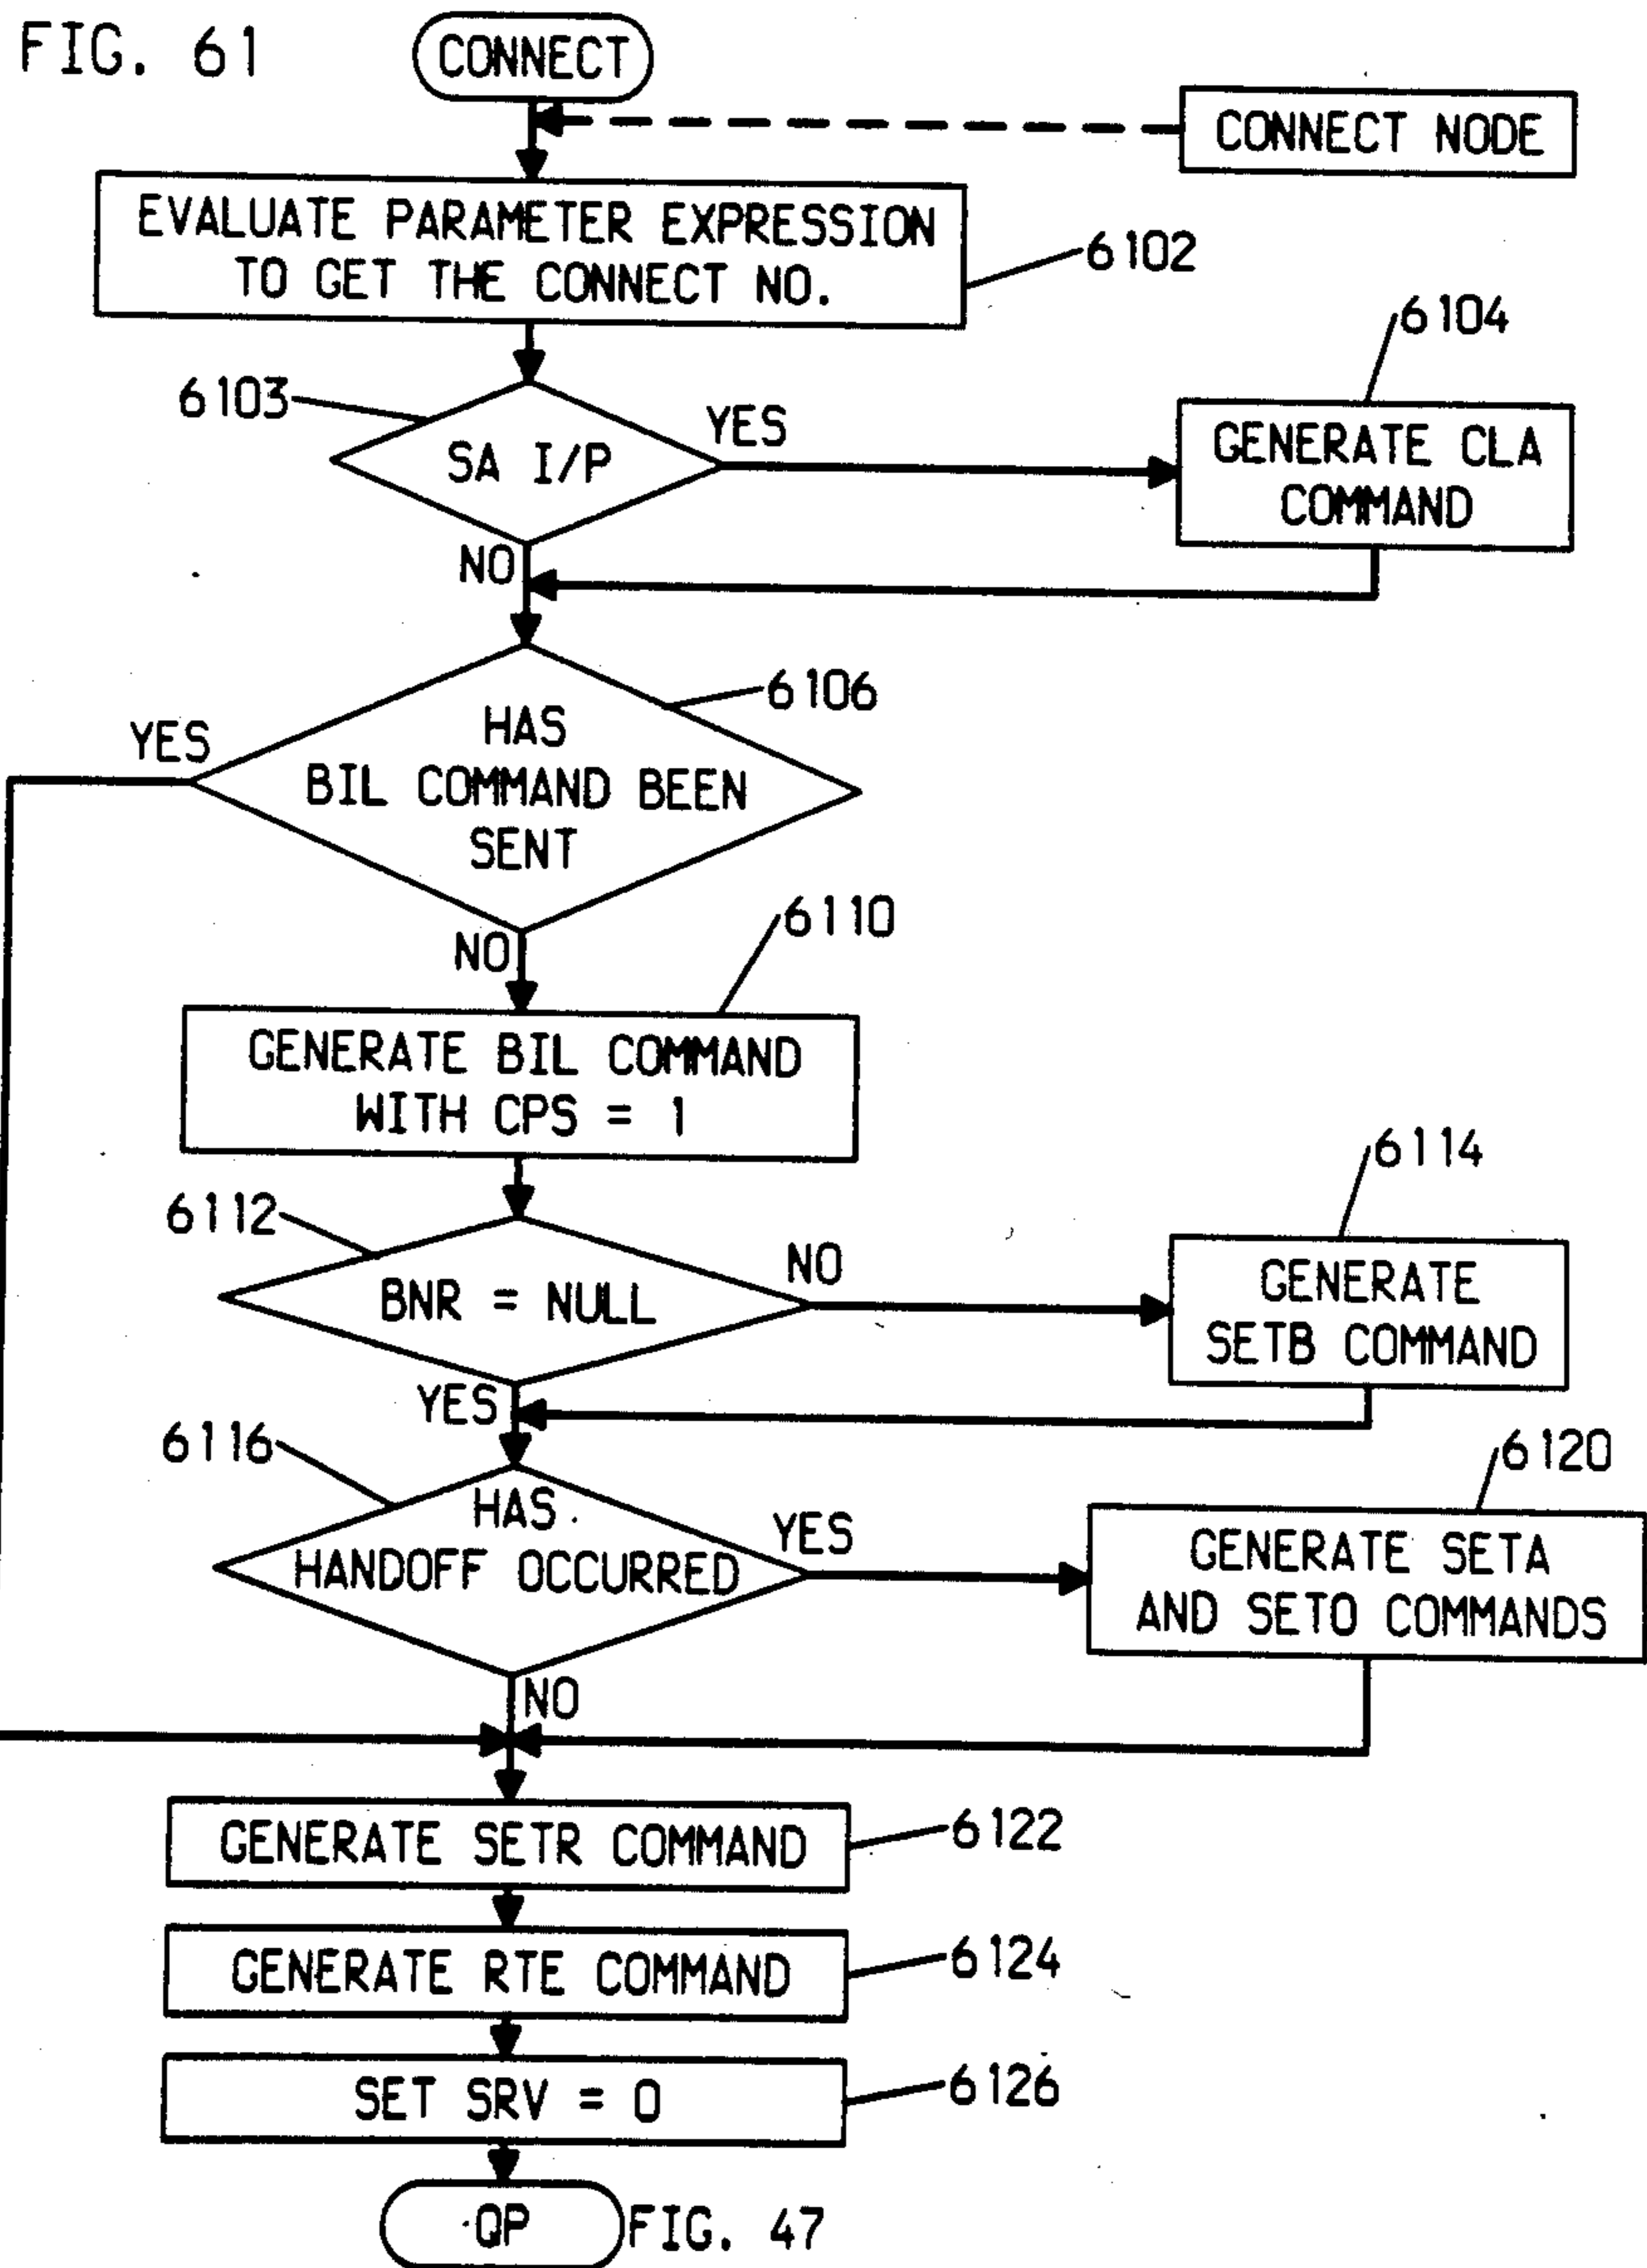 FIG. 61
CONNECT
CONNECT NODE
EVALUATE PARAMETER EXPRESSION
TO GET THE CONNECT NO.
6102
6104
6103
SA I/P
YES
GENERATE CLA
COMMAND
NO
6106
YES
HAS
BIL COMMAND BEEN
SENT
6110
NO
GENERATE BIL COMMAND
WITH CPS = 1
6114
6112
BNR = NULL
NO
GENERATE
SETB COMMAND
YES
6116
6120
HAS
HANDOFF OCCURRED
YES
GENERATE SETA
AND SETO COMMANDS
NO
GENERATE SETR COMMAND
6122
GENERATE RTE COMMAND
6124
SET SRV = 0
6126
QP
FIG. 47